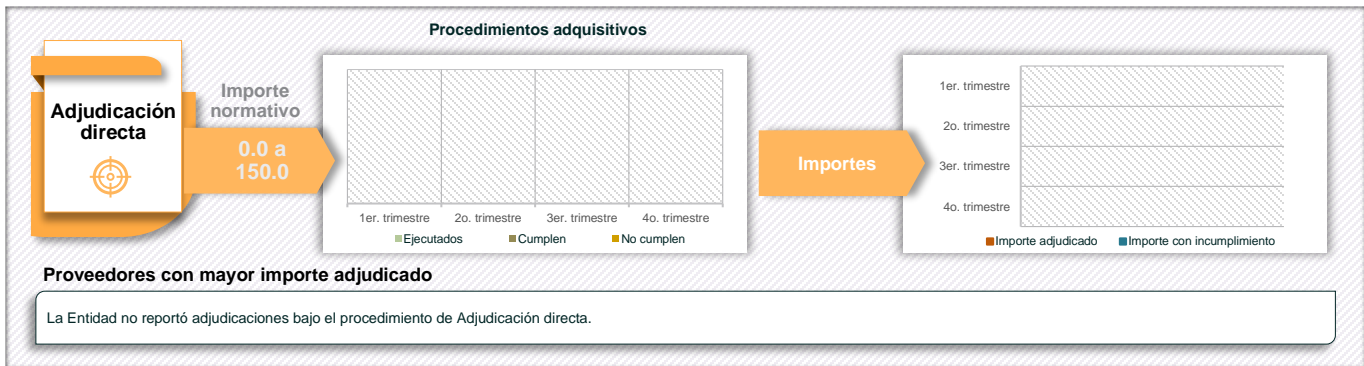 Procedimientos adquisitivos
Adjudicación
directa
Importe
normativo
0.0 a
150.0
1er. trimestre
2o. trimestre
3er. trimestre
4o. trimestre
Ejecutados
Cumplen
No cumplen
Importes
1er. trimestre
2o. trimestre
3er. trimestre
4o. trimestre
Importe adjudicado
Importe con incumplimiento
Proveedores con mayor importe adjudicado
La Entidad no reportó adjudicaciones bajo el procedimiento de Adjudicación directa.